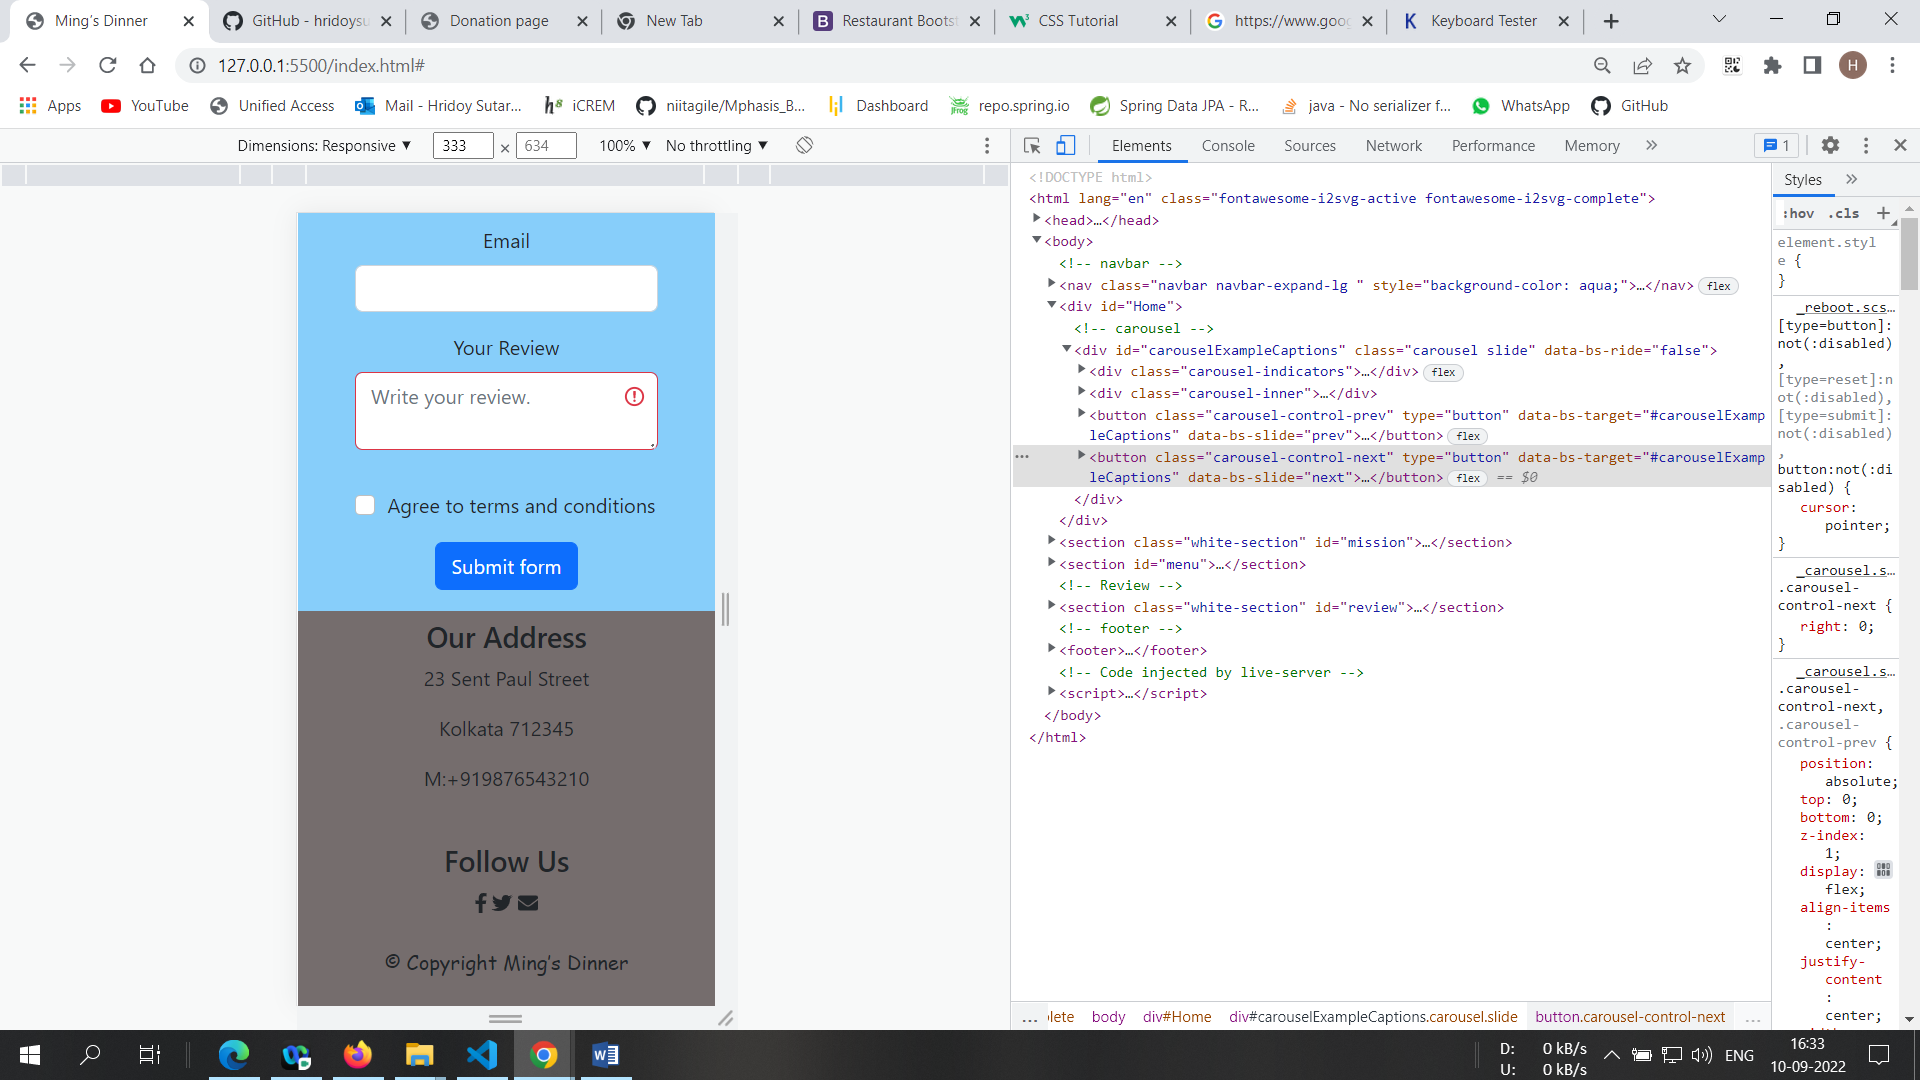 Ming's Dinner
GitHub - hridoysu
Donation page
New Tab
Restaurant Bootst
CSS Tutorial
https://www.goog
K Keyboard Tester
127.0.0.1:5500/index.html#
H
Apps
YouTube
Unified Access
Mail - Hridoy Sutar...
h² iCREM
niitagile/Mphasis_B...
Dashboard
repo.spring.io
Spring Data JPA - R...
java - No serializer f...
WhatsApp
GitHub
Dimensions: Responsive ▼ 333 × 634 100% ▼ No throttling ▼
Elements Console Sources Network Performance Memory » 1
Email
Your Review
Write your review.
Agree to terms and conditions
Submit form
Our Address
23 Sent Paul Street
Kolkata 712345
M:+919876543210
Follow Us
© Copyright Ming's Dinner
<!DOCTYPE html>
<html lang="en" class="fontawesome-i2svg-active fontawesome-i2svg-complete">
<head>…</head>
<body>
<!-- navbar -->
<nav class="navbar navbar-expand-lg " style="background-color: aqua;">…</nav> flex
<div id="Home">
<!-- carousel -->
<div id="carouselExampleCaptions" class="carousel slide" data-bs-ride="false">
<div class="carousel-indicators">…</div> flex
<div class="carousel-inner">…</div>
<button class="carousel-control-prev" type="button" data-bs-target="#carouselExamp
leCaptions" data-bs-slide="prev">…</button> flex
<button class="carousel-control-next" type="button" data-bs-target="#carouselExamp
leCaptions" data-bs-slide="next">…</button> flex == $0
</div>
</div>
<section class="white-section" id="mission">…</section>
<section id="menu">…</section>
<!-- Review -->
<section class="white-section" id="review">…</section>
<!-- footer -->
<footer>…</footer>
<!-- Code injected by live-server -->
<script>…</script>
</body>
</html>
... lete body div#Home div#carouselExampleCaptions.carousel.slide button.carousel-control-next ...
Styles »
:hov .cls +
element.styl
e {
}
_reboot.scs…
[type=button]:
not(:disabled)
,
[type=reset]:n
ot(:disabled),
[type=submit]:
not(:disabled)
,
button:not(:di
sabled) {
cursor:
pointer;
}
_carousel.s…
.carousel-
control-next {
right: 0;
}
_carousel.s…
.carousel-
control-next,
.carousel-
control-prev {
position:
absolute;
top: 0;
bottom: 0;
z-index:
1;
display:
flex;
align-items
:
center;
justify-
content
:
center;
D: 0 kB/s
U: 0 kB/s
ENG
16:33
10-09-2022